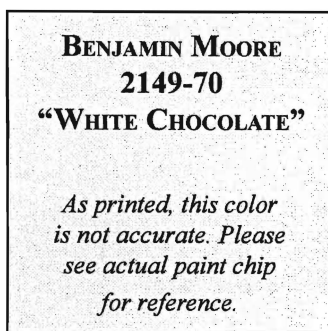 BENJAMIN MOORE
2149-70
“WHITE CHOCOLATE”
As printed, this color
is not accurate. Please
see actual paint chip
for reference.